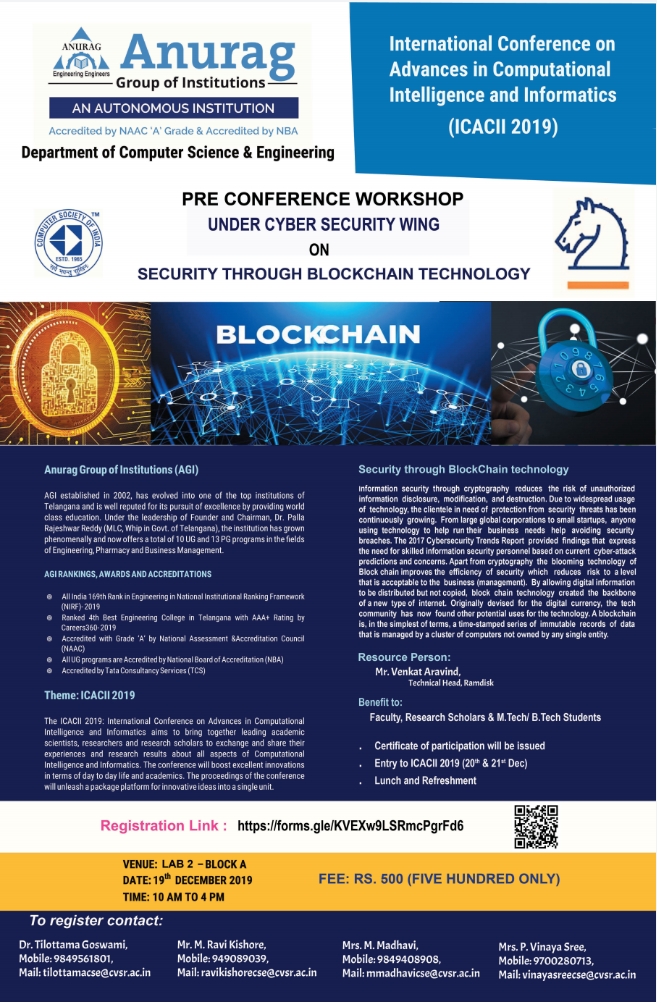 ANURAG
Engineering Engineers
Anurag
Group of Institutions
AN AUTONOMOUS INSTITUTION
Accredited by NAAC 'A' Grade & Accredited by NBA
Department of Computer Science & Engineering
International Conference on
Advances in Computational
Intelligence and Informatics
(ICACII 2019)
PRE CONFERENCE WORKSHOP
UNDER CYBER SECURITY WING
ON
SECURITY THROUGH BLOCKCHAIN TECHNOLOGY
COMPUTER SOCIETY OF INDIA
TM
ESTD. 1965
BLOCKCHAIN
Anurag Group of Institutions (AGI)
AGI established in 2002, has evolved into one of the top institutions of
Telangana and is well reputed for its pursuit of excellence by providing world
class education. Under the leadership of Founder and Chairman, Dr. Palla
Rajeshwar Reddy (MLC, Whip in Govt. of Telangana), the institution has grown
phenomenally and now offers a total of 10 UG and 13 PG programs in the fields
of Engineering, Pharmacy and Business Management.
AGI RANKINGS, AWARDS AND ACCREDITATIONS
All India 169th Rank in Engineering in National Institutional Ranking Framework
(NIRF)- 2019
Ranked 4th Best Engineering College in Telangana with AAA+ Rating by
Careers360- 2019
Accredited with Grade 'A' by National Assessment &Accreditation Council
(NAAC)
All UG programs are Accredited by National Board of Accreditation (NBA)
Accredited by Tata Consultancy Services (TCS)
Theme: ICACII 2019
The ICACII 2019: International Conference on Advances in Computational
Intelligence and Informatics aims to bring together leading academic
scientists, researchers and research scholars to exchange and share their
experiences and research results about all aspects of Computational
Intelligence and Informatics. The conference will boost excellent innovations
in terms of day to day life and academics. The proceedings of the conference
will unleash a package platform for innovative ideas into a single unit.
Security through BlockChain technology
Information security through cryptography reduces the risk of unauthorized
information disclosure, modification, and destruction. Due to widespread usage
of technology, the clientele in need of protection from security threats has been
continuously growing. From large global corporations to small startups, anyone
using technology to help run their business needs help avoiding security
breaches. The 2017 Cybersecurity Trends Report provided findings that express
the need for skilled information security personnel based on current cyber-attack
predictions and concerns. Apart from cryptography the blooming technology of
Block chain improves the efficiency of security which reduces risk to a level
that is acceptable to the business (management). By allowing digital information
to be distributed but not copied, block chain technology created the backbone
of a new type of internet. Originally devised for the digital currency, the tech
community has now found other potential uses for the technology. A blockchain
is, in the simplest of terms, a time-stamped series of immutable records of data
that is managed by a cluster of computers not owned by any single entity.
Resource Person:
Mr. Venkat Aravind,
Technical Head, Ramdisk
Benefit to:
Faculty, Research Scholars & M.Tech/ B.Tech Students
. Certificate of participation will be issued
. Entry to ICACII 2019 (20th & 21st Dec)
. Lunch and Refreshment
Registration Link : https://forms.gle/KVEXw9LSRmcPgrFd6
VENUE: LAB 2 – BLOCK A
DATE: 19th DECEMBER 2019
TIME: 10 AM TO 4 PM
FEE: RS. 500 (FIVE HUNDRED ONLY)
To register contact:
Dr. Tilottama Goswami,
Mobile: 9849561801,
Mail: tilottamacse@cvsr.ac.in
Mr. M. Ravi Kishore,
Mobile: 949089039,
Mail: ravikishorecse@cvsr.ac.in
Mrs. M. Madhavi,
Mobile: 9849408908,
Mail: mmadhavicse@cvsr.ac.in
Mrs. P. Vinaya Sree,
Mobile: 9700280713,
Mail: vinayasreecse@cvsr.ac.in